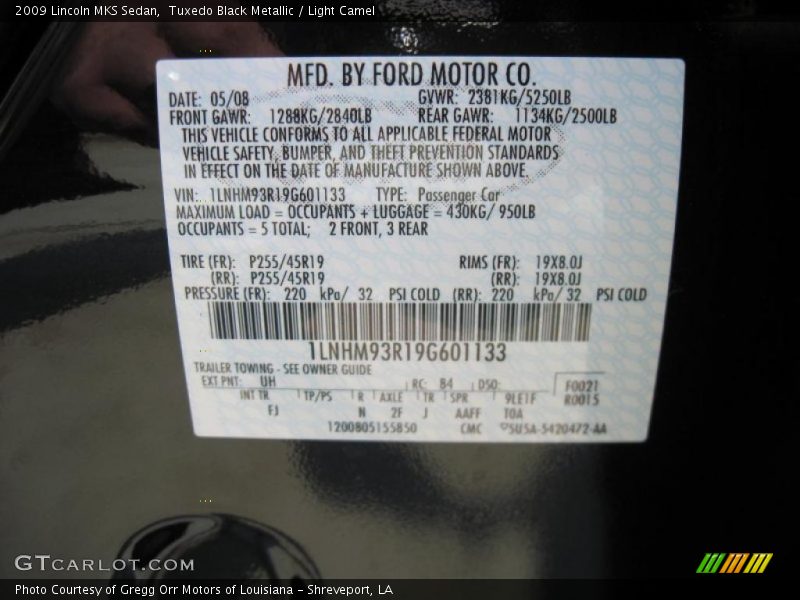 2009 Lincoln MKS Sedan,  Tuxedo Black Metallic / Light Camel
MFD. BY FORD MOTOR CO.
DATE: 05/08 GVWR: 2381KG/5250LB
FRONT GAWR: 1288KG/2840LB REAR GAWR: 1134KG/2500LB
THIS VEHICLE CONFORMS TO ALL APPLICABLE FEDERAL MOTOR
VEHICLE SAFETY, BUMPER, AND THEFT PREVENTION STANDARDS
IN EFFECT ON THE DATE OF MANUFACTURE SHOWN ABOVE.
VIN: 1LNHM93R19G601133 TYPE: Passenger Car
MAXIMUM LOAD = OCCUPANTS + LUGGAGE = 430KG/ 950LB
OCCUPANTS = 5 TOTAL; 2 FRONT, 3 REAR
TIRE (FR): P255/45R19 RIMS (FR): 19X8.0J
(RR): P255/45R19 (RR): 19X8.0J
PRESSURE (FR): 220 kPa/ 32 PSI COLD (RR): 220 kPa/ 32 PSI COLD
1LNHM93R19G601133
TRAILER TOWING - SEE OWNER GUIDE
EXT PNT: UH RC: 84 DSO: F0021
INT TR TP/PS R AXLE TR SPR 9LE1F R0015
FJ N 2F J AAFF TOA
1200805155850 CMC 5U5A-5420472-AA
GTCARLOT.COM
Photo Courtesy of Gregg Orr Motors of Louisiana - Shreveport, LA